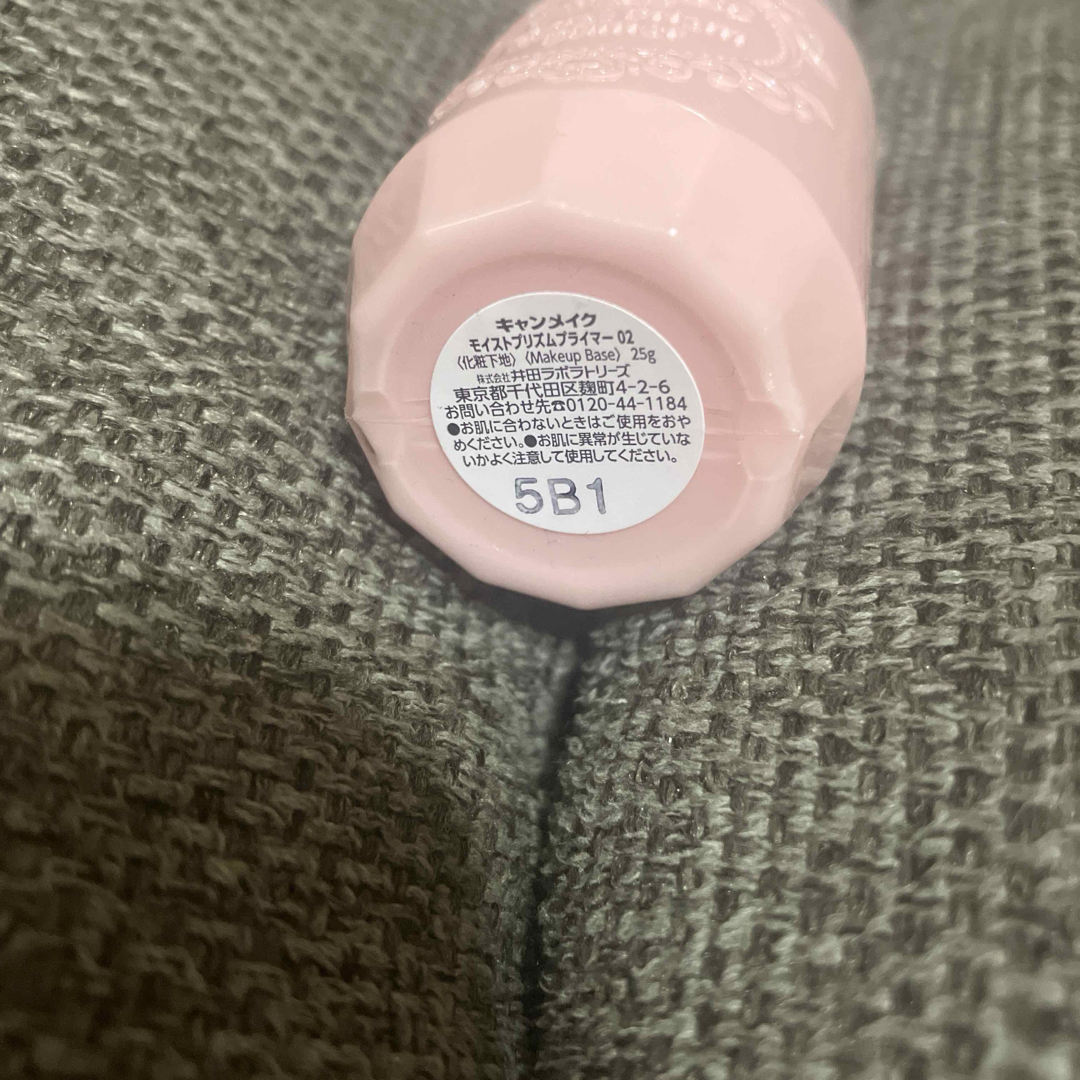 キャンメイク
モイストプリズムプライマー 02
〈化粧下地〉〈Makeup Base〉 25g
株式会社 井田ラボラトリーズ
東京都千代田区麹町4-2-6
お問い合わせ先☎0120-44-1184
●お肌に合わないときはご使用をおや
めください。●お肌に異常が生じていな
いかよく注意して使用してください。
5B1